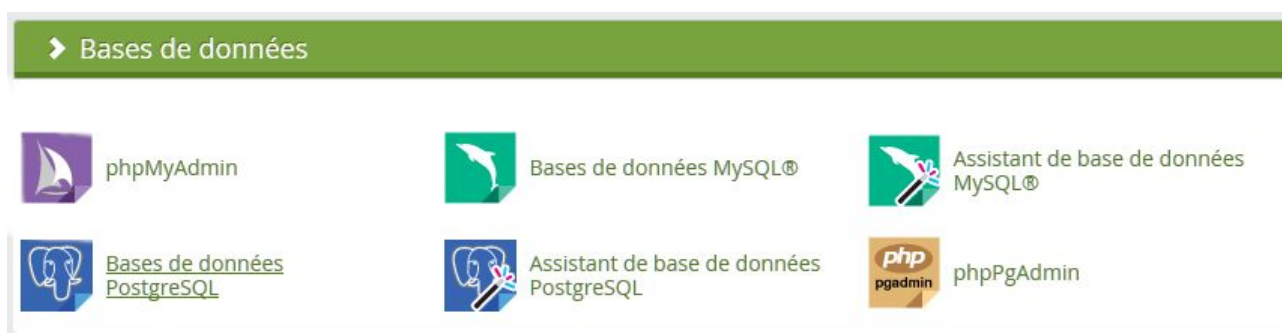 Bases de données
phpMyAdmin
Bases de données MySQL®
Assistant de base de données
MySQL®
Bases de données
PostgreSQL
Assistant de base de données
PostgreSQL
php
pgadmin
phpPgAdmin